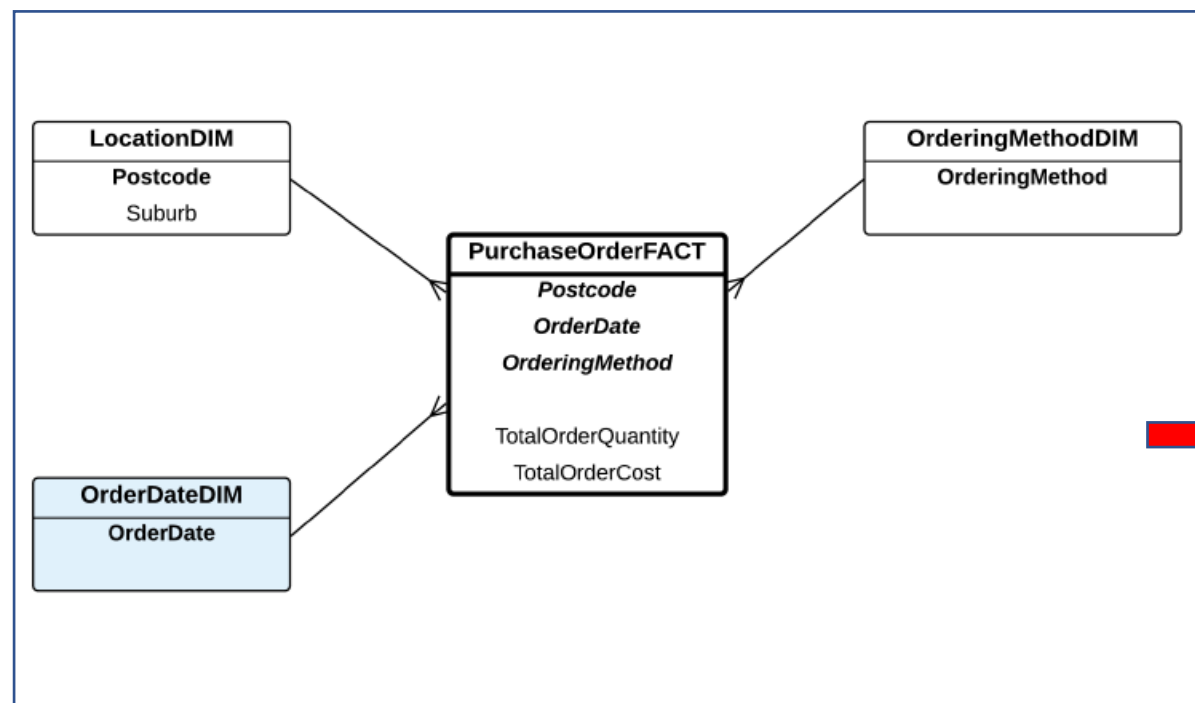 LocationDIM
Postcode
Suburb
OrderingMethodDIM
OrderingMethod
PurchaseOrderFACT
Postcode
OrderDate
OrderingMethod
TotalOrderQuantity
TotalOrderCost
OrderDateDIM
OrderDate